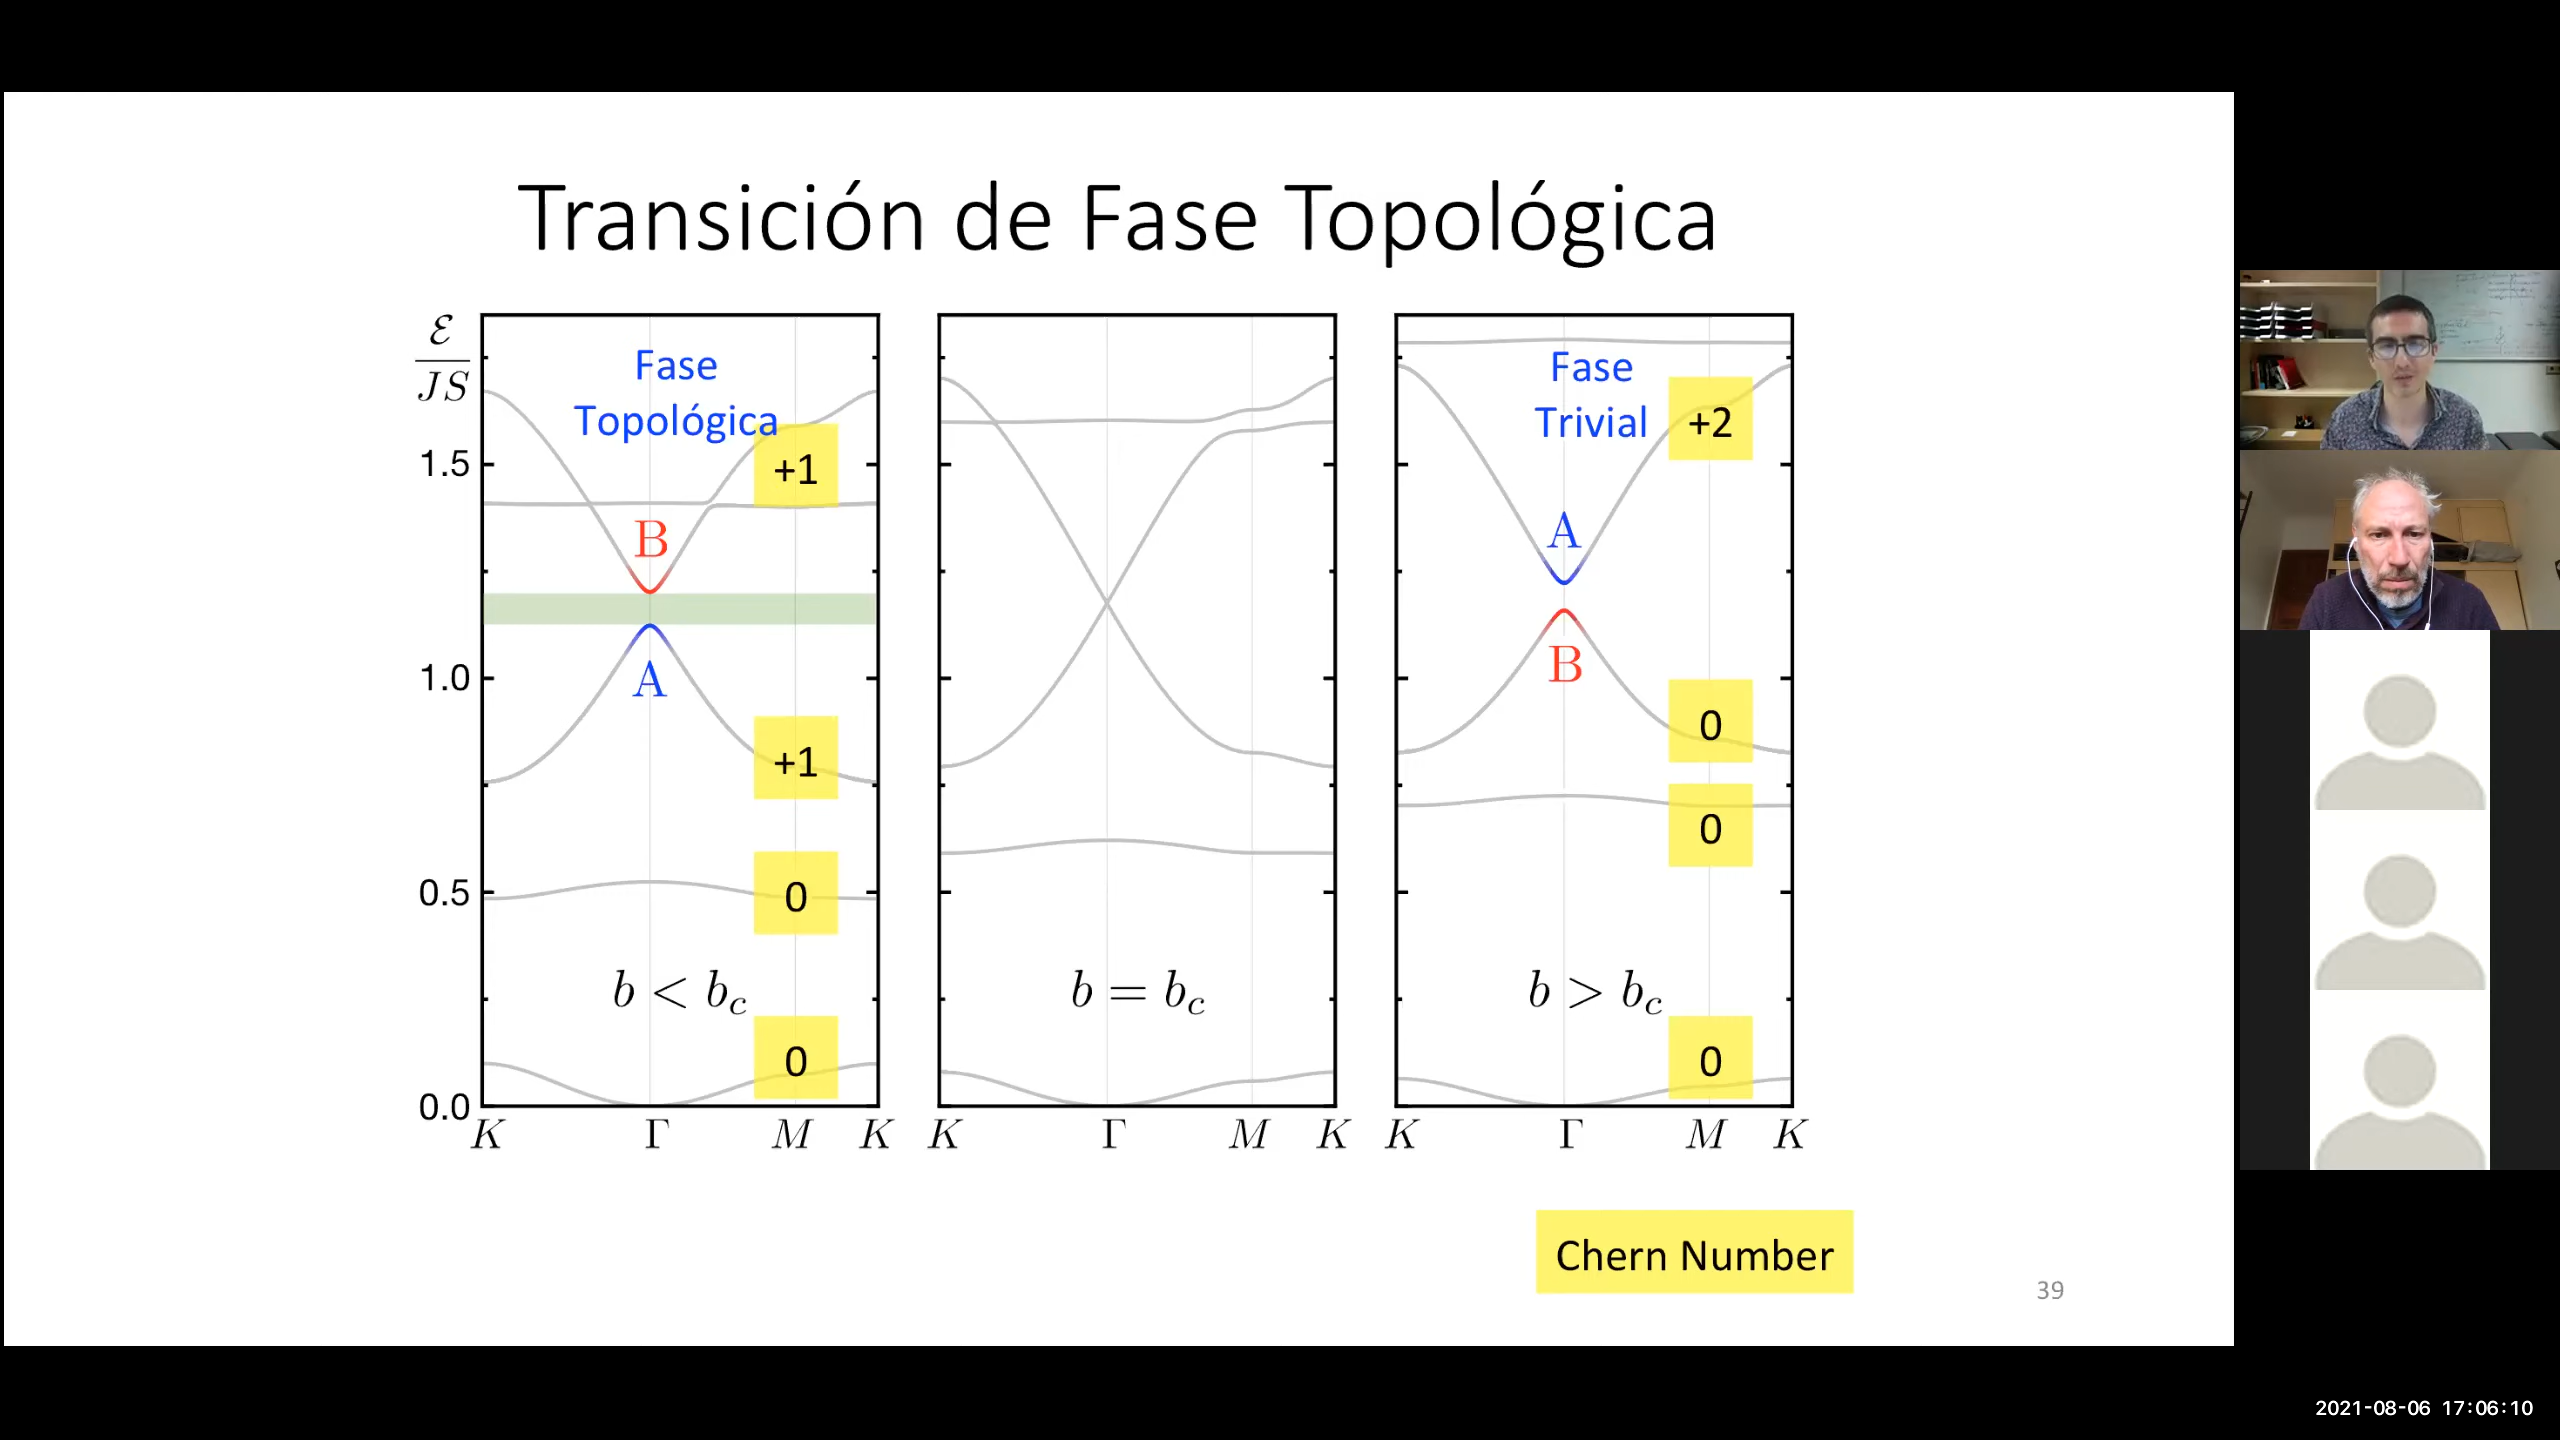 Transición de Fase Topológica
ℰ
JS
1.5
1.0
0.5
0.0
Fase
Topológica
+1
B
A
+1
0
b < b_c
0
K Γ M K
b = b_c
K Γ M K
Fase
Trivial
+2
A
B
0
0
b > b_c
0
K Γ M K
Chern Number
39
2021-08-06 17:06:10